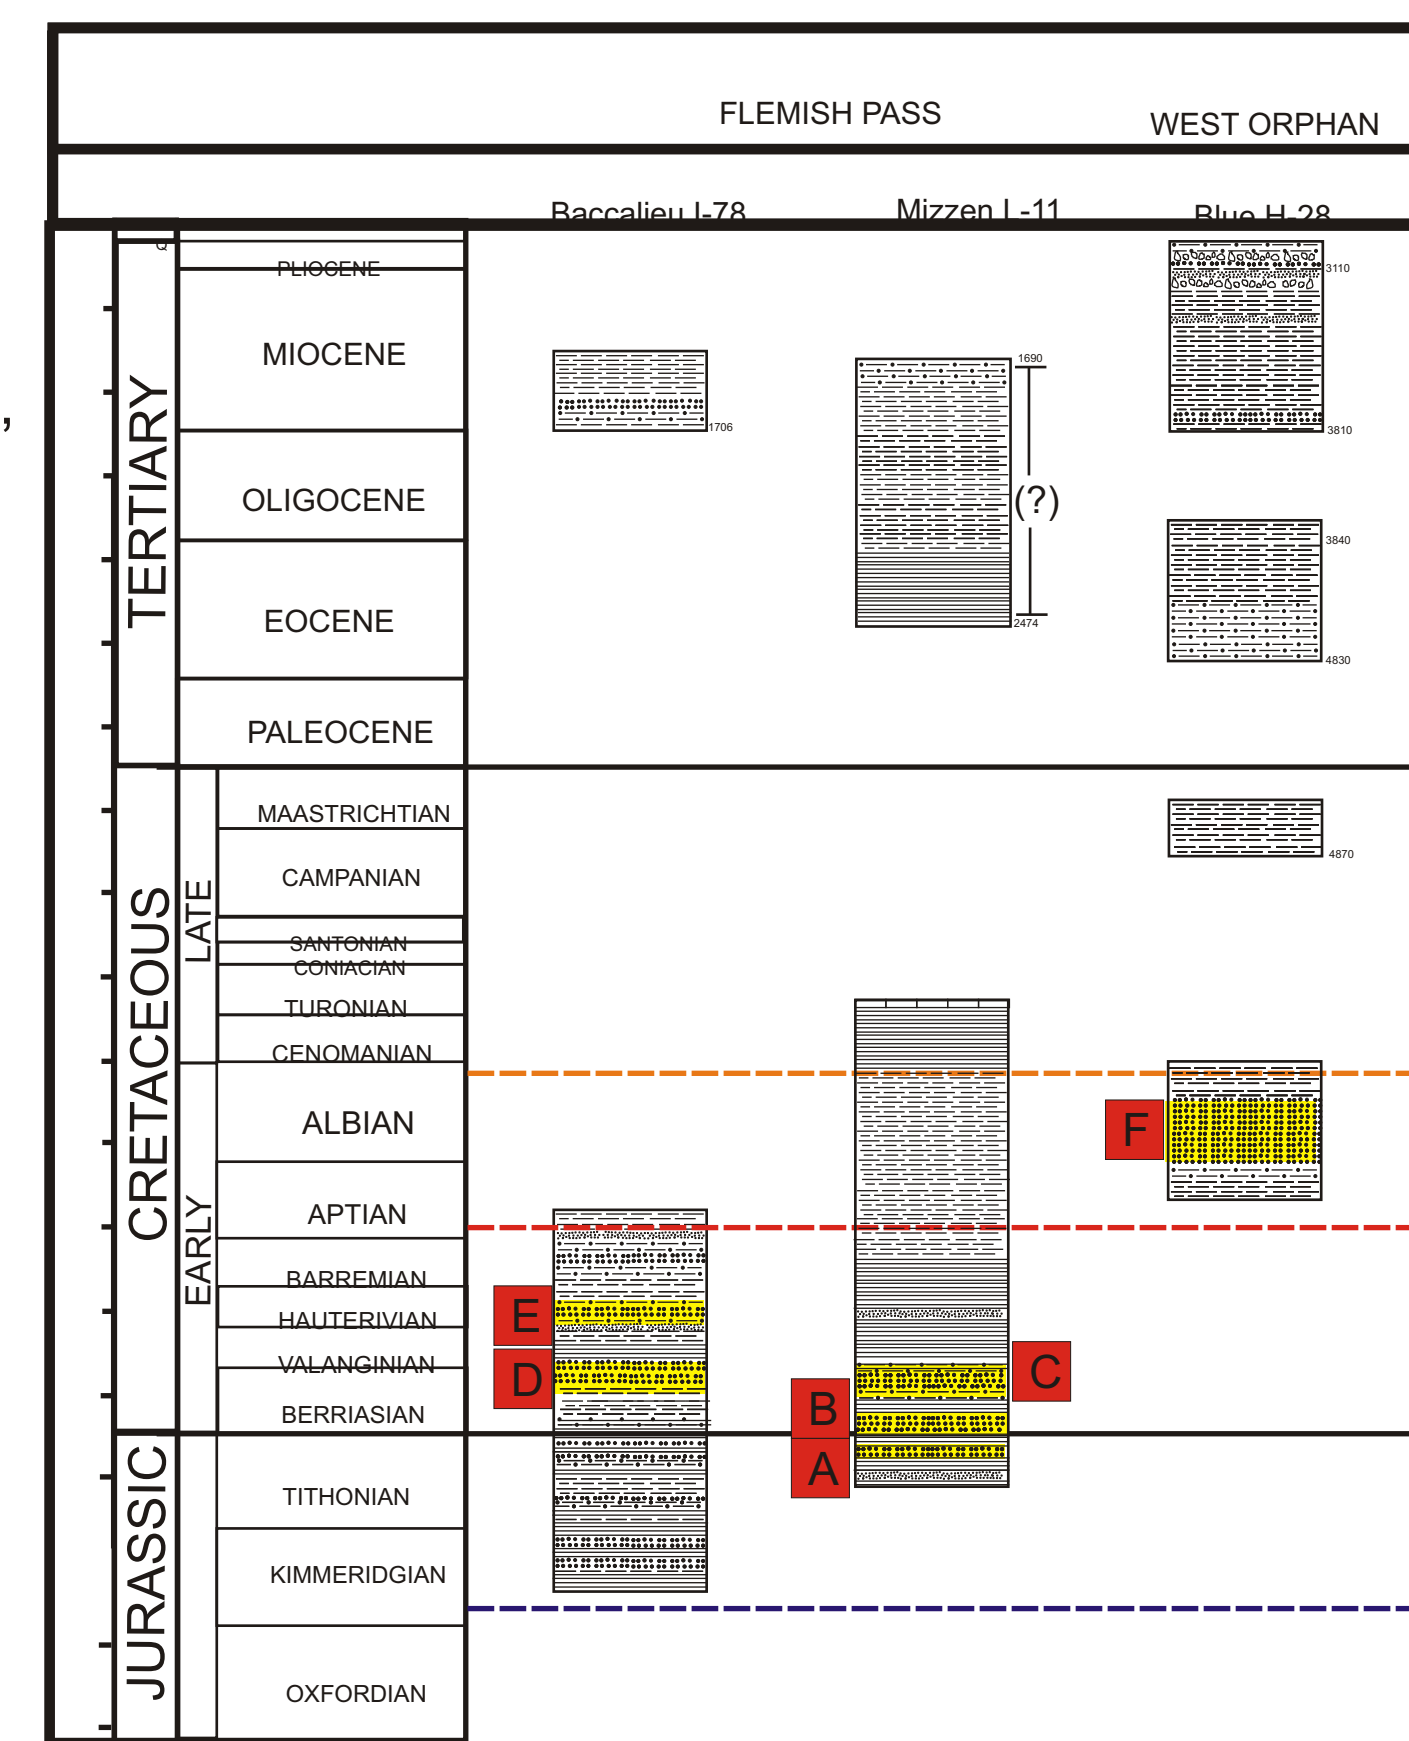 FLEMISH PASS
WEST ORPHAN
Baccalieu I-78
Mizzen L-11
Blue H-28
Q
PLIOCENE
3110
MIOCENE
1690
1706
3810
,
TERTIARY
OLIGOCENE
(?)
3840
EOCENE
2474
4830
PALEOCENE
MAASTRICHTIAN
4870
CAMPANIAN
LATE
CRETACEOUS
SANTONIAN
CONIACIAN
TURONIAN
CENOMANIAN
ALBIAN
F
APTIAN
EARLY
BARREMIAN
HAUTERIVIAN
E
VALANGINIAN
D
C
BERRIASIAN
B
A
JURASSIC
TITHONIAN
KIMMERIDGIAN
OXFORDIAN